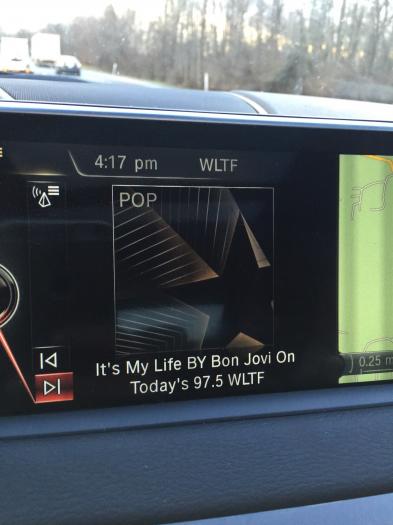 4:17 pm WLTF
POP
It's My Life BY Bon Jovi On
Today's 97.5 WLTF
0.25 m